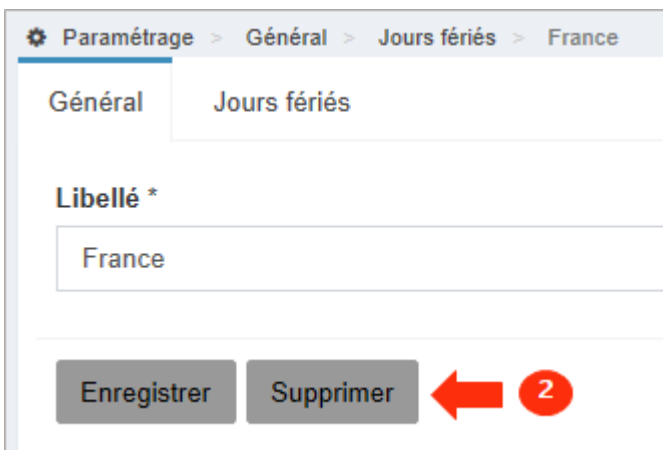 Paramétrage > Général > Jours fériés > France
Général Jours fériés
Libellé *
France
Enregistrer Supprimer 2